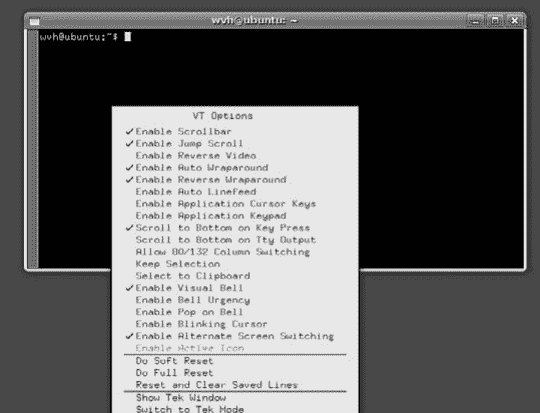 wvh@ubuntu: ~
wvh@ubuntu:~$
VT Options
Enable Scrollbar
Enable Jump Scroll
Enable Reverse Video
Enable Auto Wraparound
Enable Reverse Wraparound
Enable Auto Linefeed
Enable Application Cursor Keys
Enable Application Keypad
Scroll to Bottom on Key Press
Scroll to Bottom on Tty Output
Allow 80/132 Column Switching
Keep Selection
Select to Clipboard
Enable Visual Bell
Enable Bell Urgency
Enable Pop on Bell
Enable Blinking Cursor
Enable Alternate Screen Switching
Enable Active Icon
Do Soft Reset
Do Full Reset
Reset and Clear Saved Lines
Show Tek Window
Switch to Tek Mode